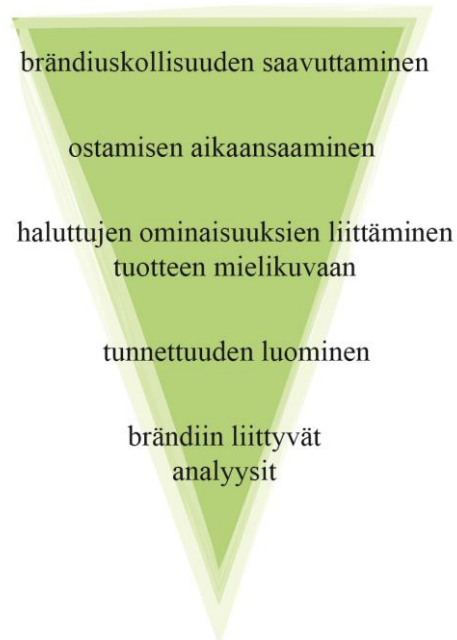 brändiuskollisuuden saavuttaminen
ostamisen aikaansaaminen
haluttujen ominaisuuksien liittäminen
tuotteen mielikuvaan
tunnettuuden luominen
brändiin liittyvät
analyysit